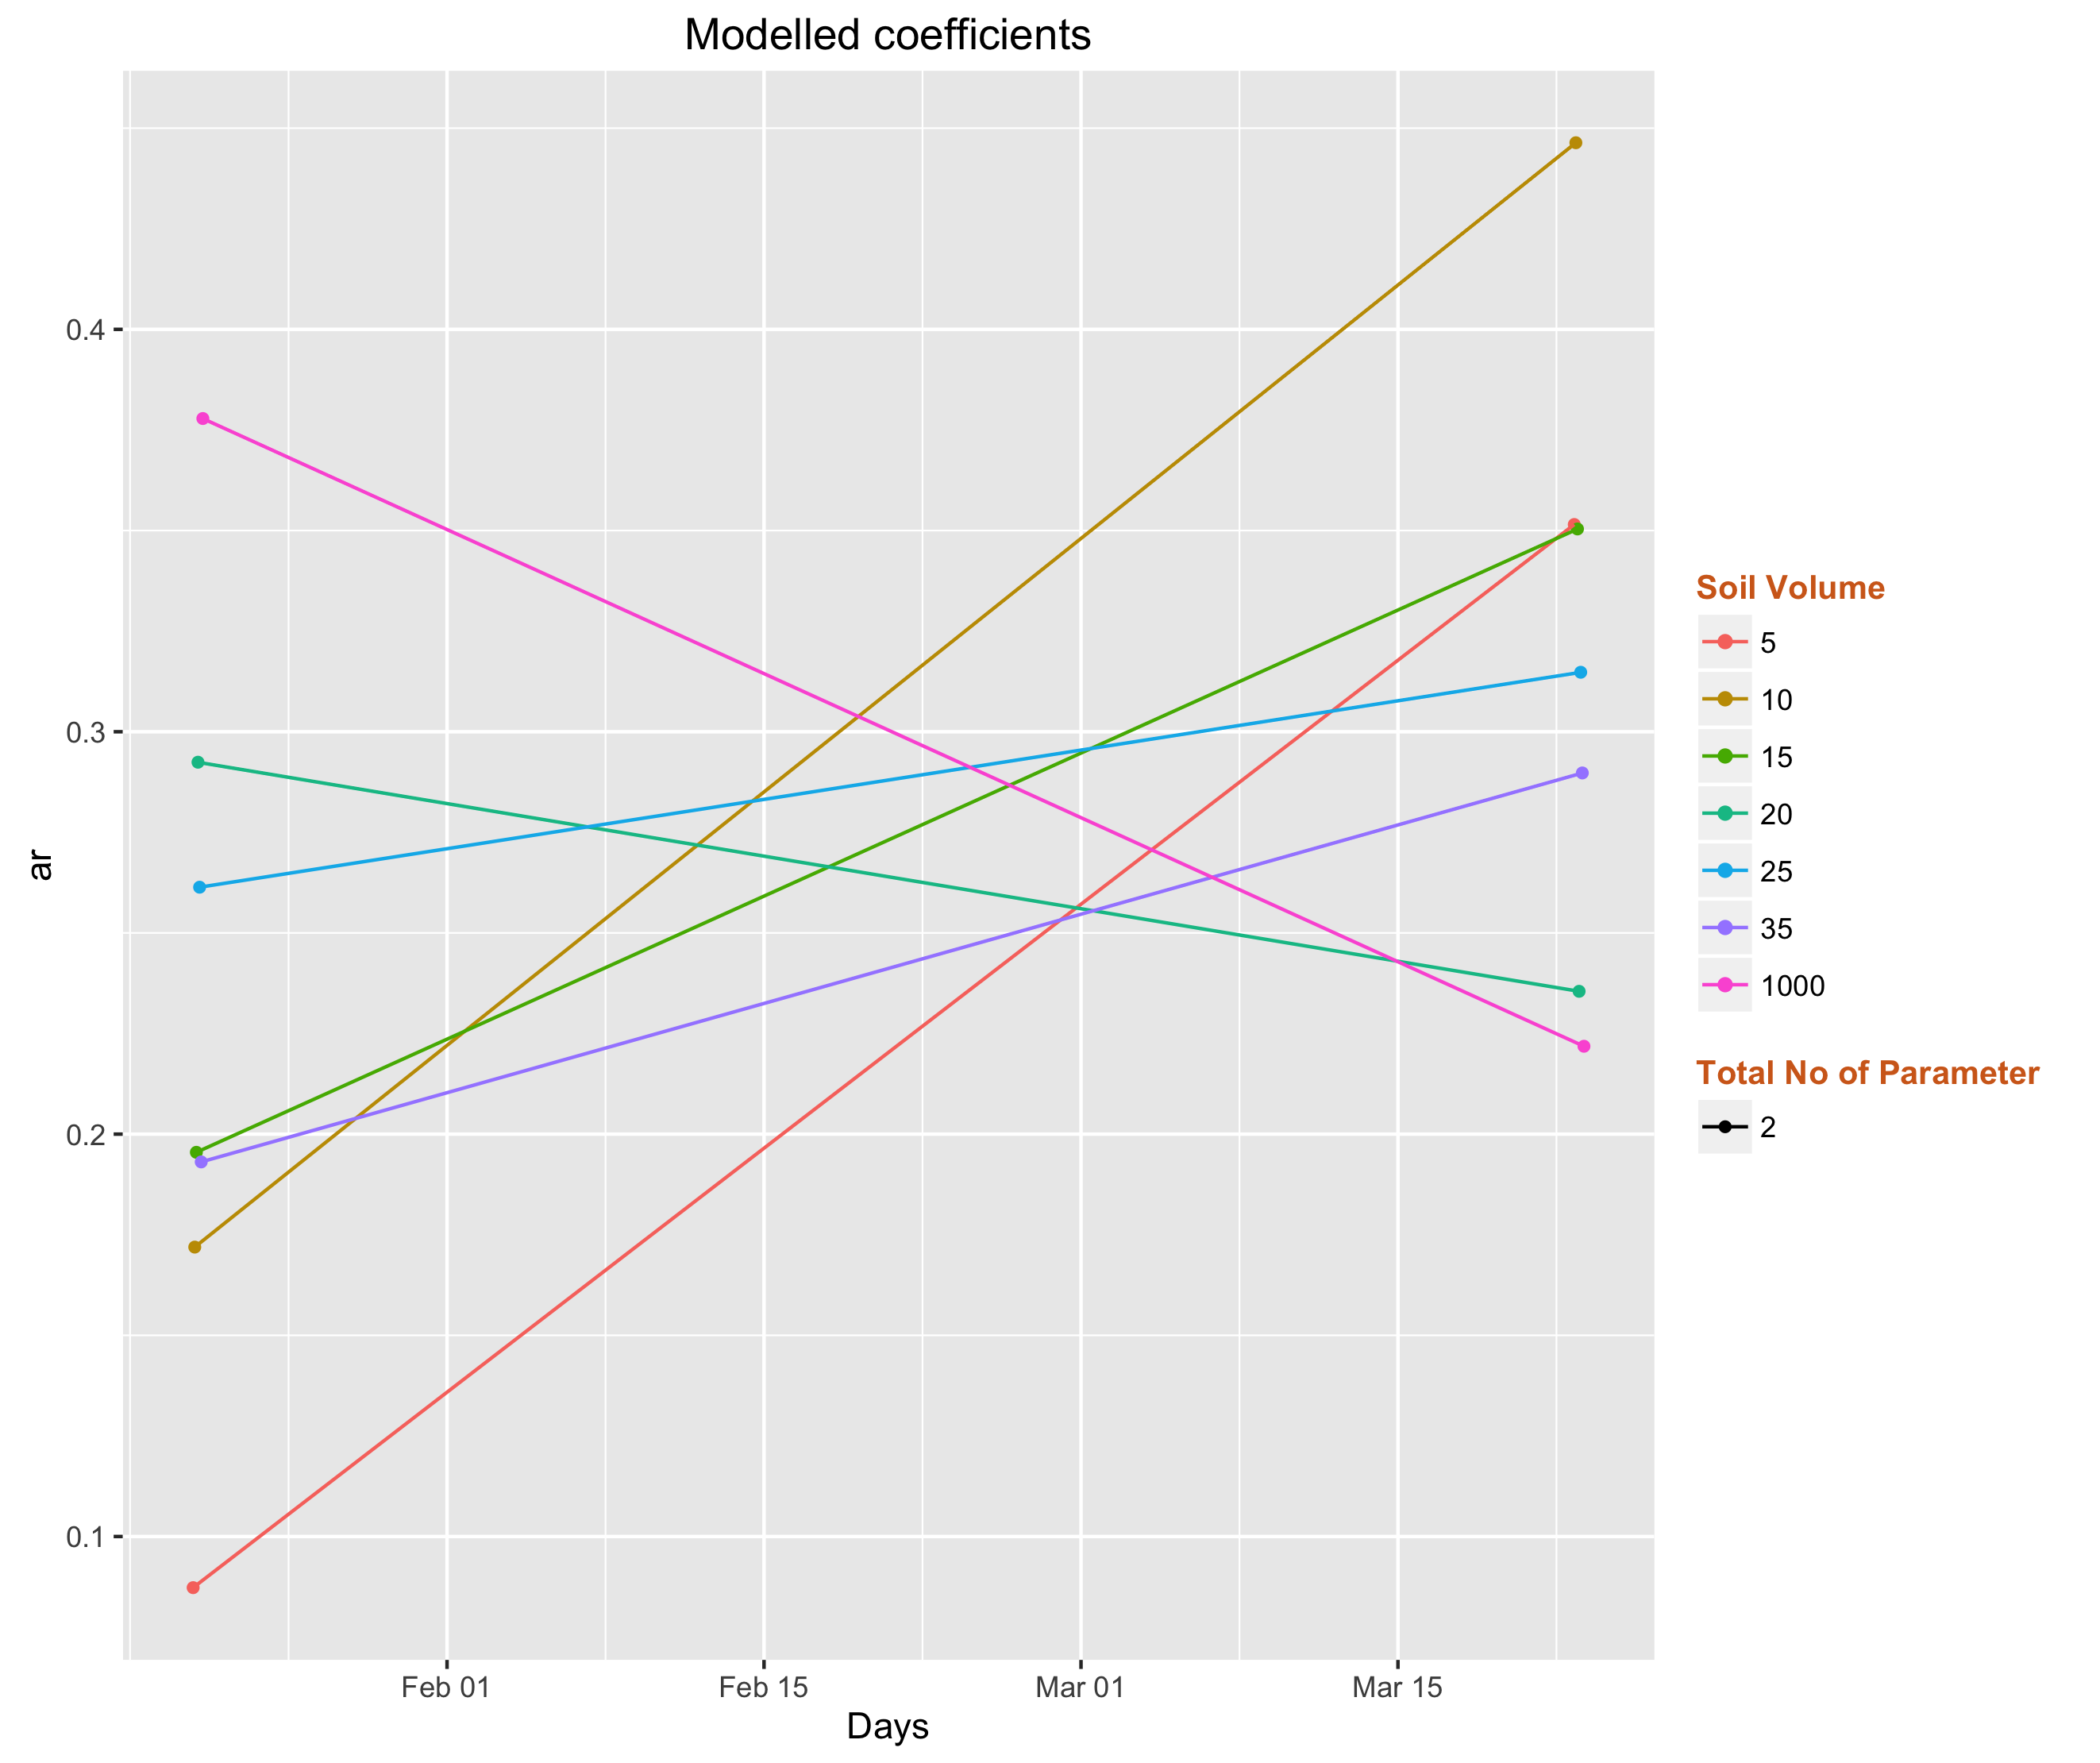 Modelled coefficients
0.4
0.3
0.2
0.1
ar
Feb 01
Feb 15
Mar 01
Mar 15
Days
Soil Volume
5
10
15
20
25
35
1000
Total No of Parameter
2